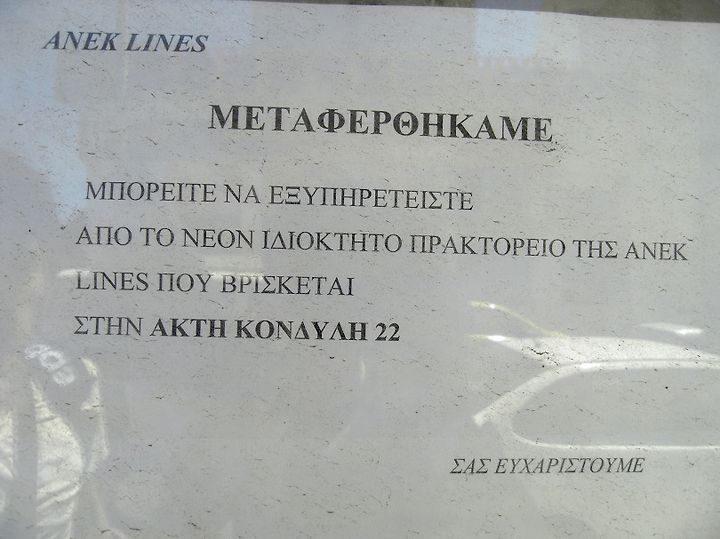 ANEK LINES
ΜΕΤΑΦΕΡΘΗΚΑΜΕ
ΜΠΟΡΕΙΤΕ ΝΑ ΕΞΥΠΗΡΕΤΕΙΣΤΕ
ΑΠΟ ΤΟ ΝΕΟΝ ΙΔΙΟΚΤΗΤΟ ΠΡΑΚΤΟΡΕΙΟ ΤΗΣ ΑΝΕΚ
LINES ΠΟΥ ΒΡΙΣΚΕΤΑΙ
ΣΤΗΝ ΑΚΤΗ ΚΟΝΔΥΛΗ 22
ΣΑΣ ΕΥΧΑΡΙΣΤΟΥΜΕ